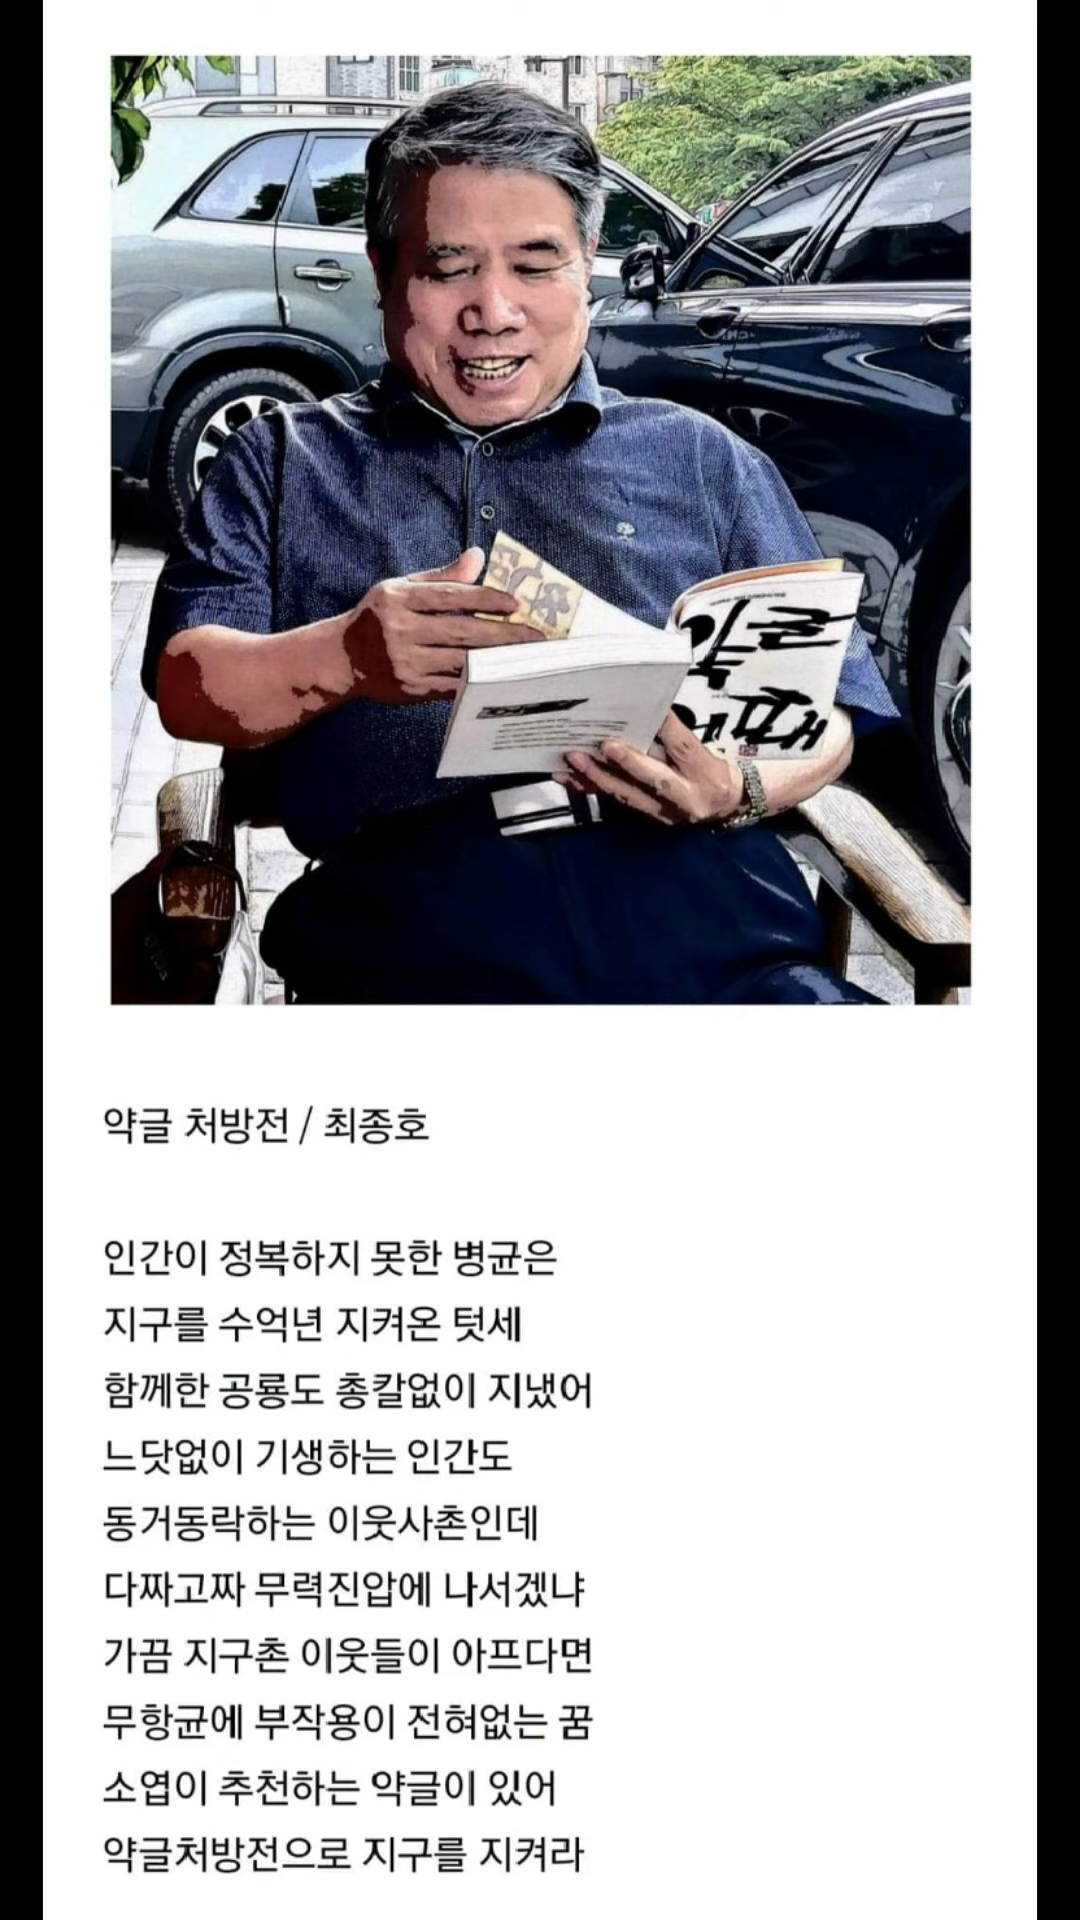 약글
약글 처방전 / 최종호
인간이 정복하지 못한 병균은
지구를 수억년 지켜온 텃세
함께한 공룡도 총칼없이 지냈어
느닷없이 기생하는 인간도
동거동락하는 이웃사촌인데
다짜고짜 무력진압에 나서겠냐
가끔 지구촌 이웃들이 아프다면
무항균에 부작용이 전혀없는 꿈
소엽이 추천하는 약글이 있어
약글처방전으로 지구를 지켜라